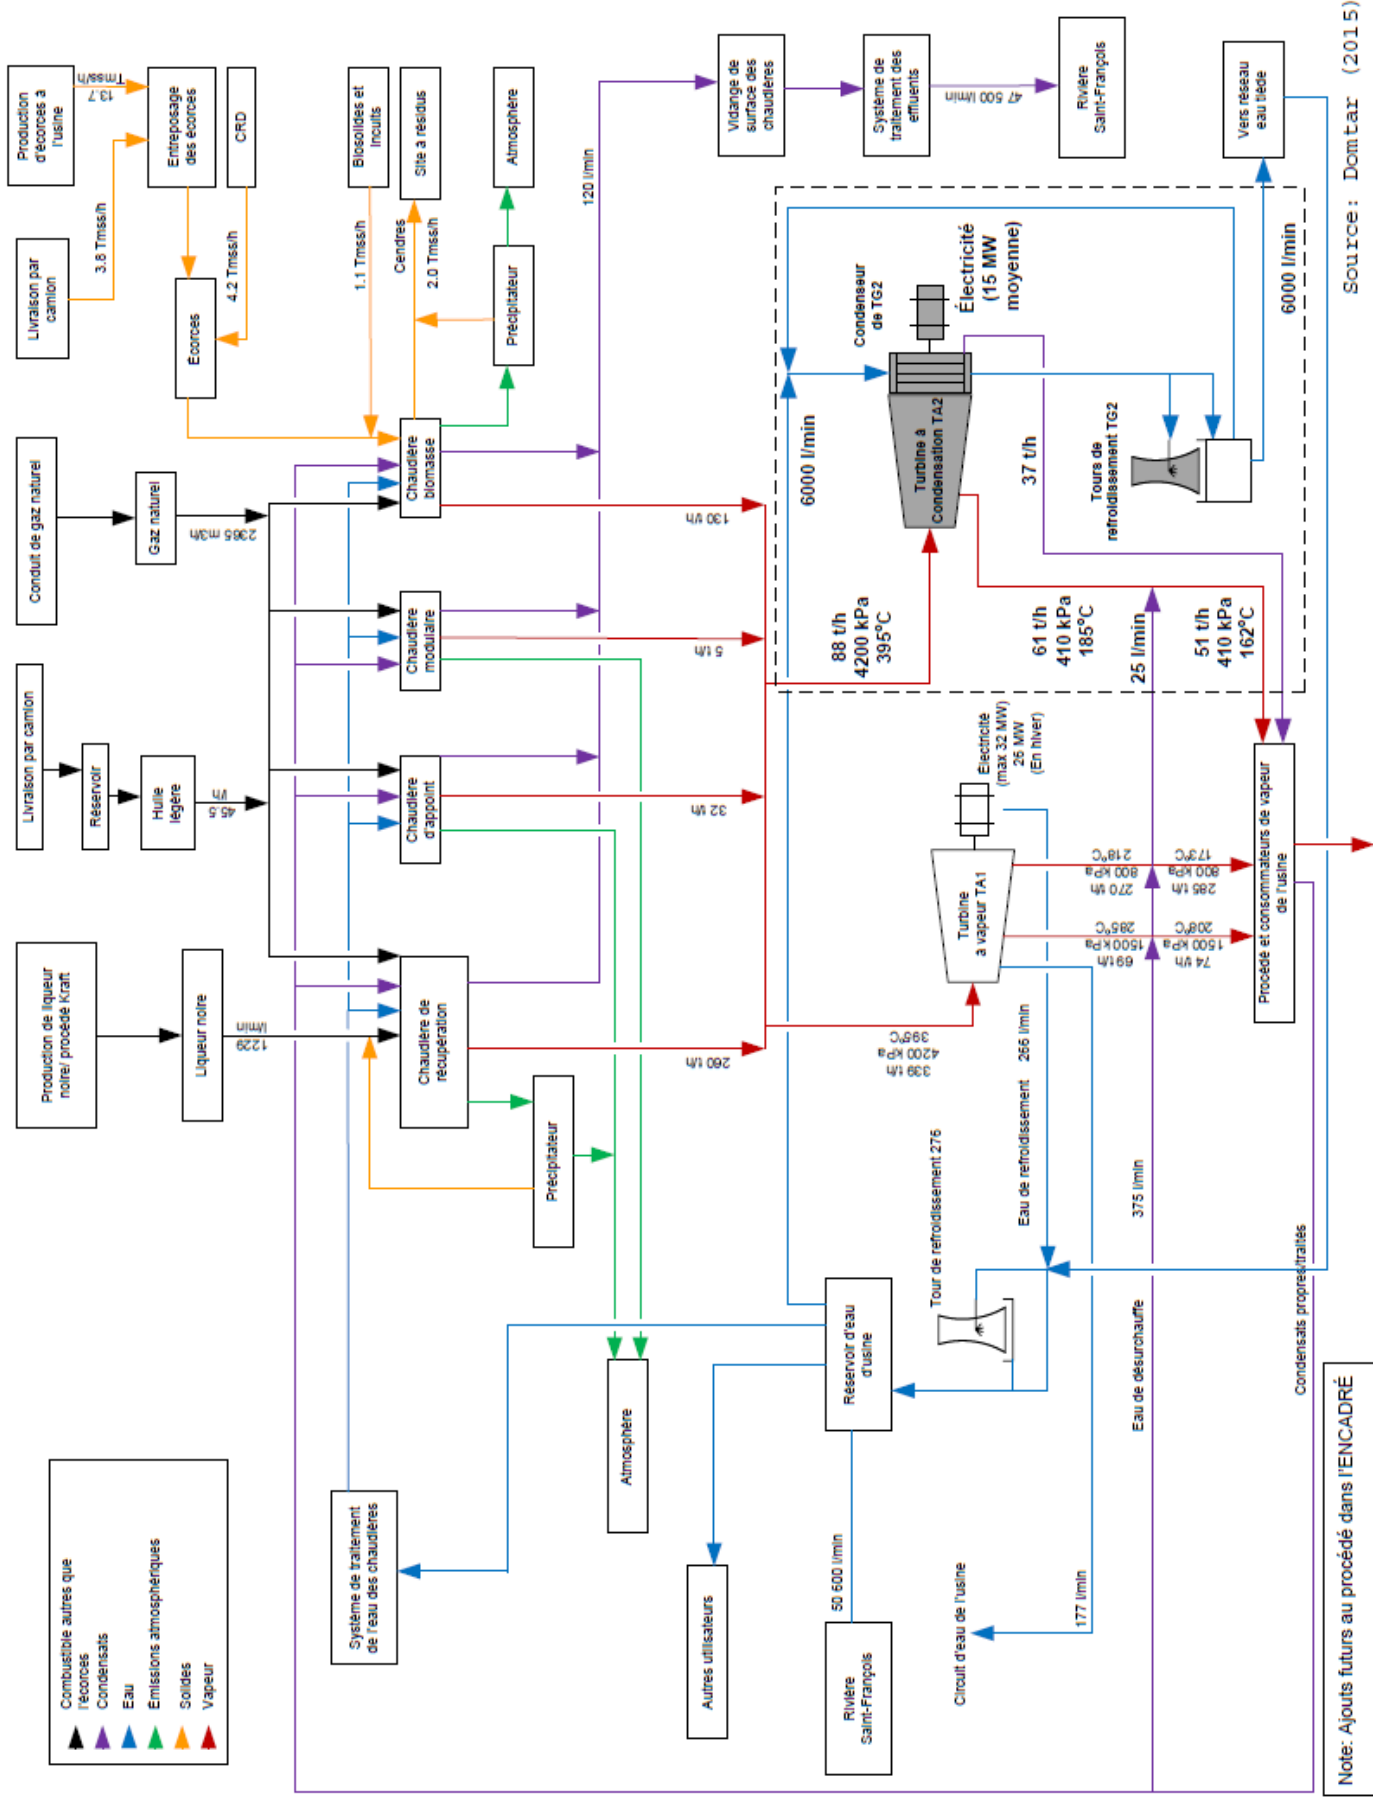 Combustible autres que
l'écorces
Condensats
Eau
Émissions atmosphériques
Solides
Vapeur
Production de liqueur
noire/ procédé Kraft
Liqueur noire
1229
l/min
Livraison par camion
Réservoir
Huile
légère
45.5
l/h
Conduit de gaz naturel
Gaz naturel
2365 m3/h
Livraison par
camion
3.8 Tmss/h
Production
d'écorces à
l'usine
13.7
Tmss/h
Entreposage
des écorces
CRD
Écorces
4.2 Tmss/h
Système de traitement
de l'eau des chaudières
Chaudière de
récupération
Chaudière
d'appoint
Chaudière
modulaire
Chaudière
biomasse
Biosolides et
incuits
1.1 Tmss/h
Site à résidus
Cendres
2.0 Tmss/h
Précipitateur
Atmosphère
Précipitateur
Atmosphère
260 t/h
32 t/h
5 t/h
130 t/h
120 l/min
Vidange de
surface des
chaudières
Système de
traitement des
effluents
47 500 l/min
Rivière
Saint-François
Autres utilisateurs
Rivière
Saint-François
50 600 l/min
Réservoir d'eau
d'usine
Tour de refroidissement 276
Circuit d'eau de l'usine
177 l/min
Eau de refroidissement
266 l/min
339 t/h
4200 kPa
395°C
Turbine
a vapeur TA1
Électricité
(max 32 MW)
26 MW
(En hiver)
69 t/h
1500 kPa
285°C
270 t/h
800 kPa
218°C
74 t/h
1500 kPa
208°C
285 t/h
800 kPa
173°C
Eau de désurchauffe
375 l/min
Procédé et consommateurs de vapeur
de l'usine
Condensats propres/traités
6000 l/min
88 t/h
4200 kPa
395°C
Turbine à
Condensation TA2
Condenseur
de TG2
Électricité
(15 MW
moyenne)
61 t/h
410 kPa
185°C
37 t/h
25 l/min
51 t/h
410 kPa
162°C
Tours de
refroidissement TG2
6000 l/min
Vers réseau
eau tiède
Note: Ajouts futurs au procédé dans l'ENCADRÉ
Source: Domtar (2015)